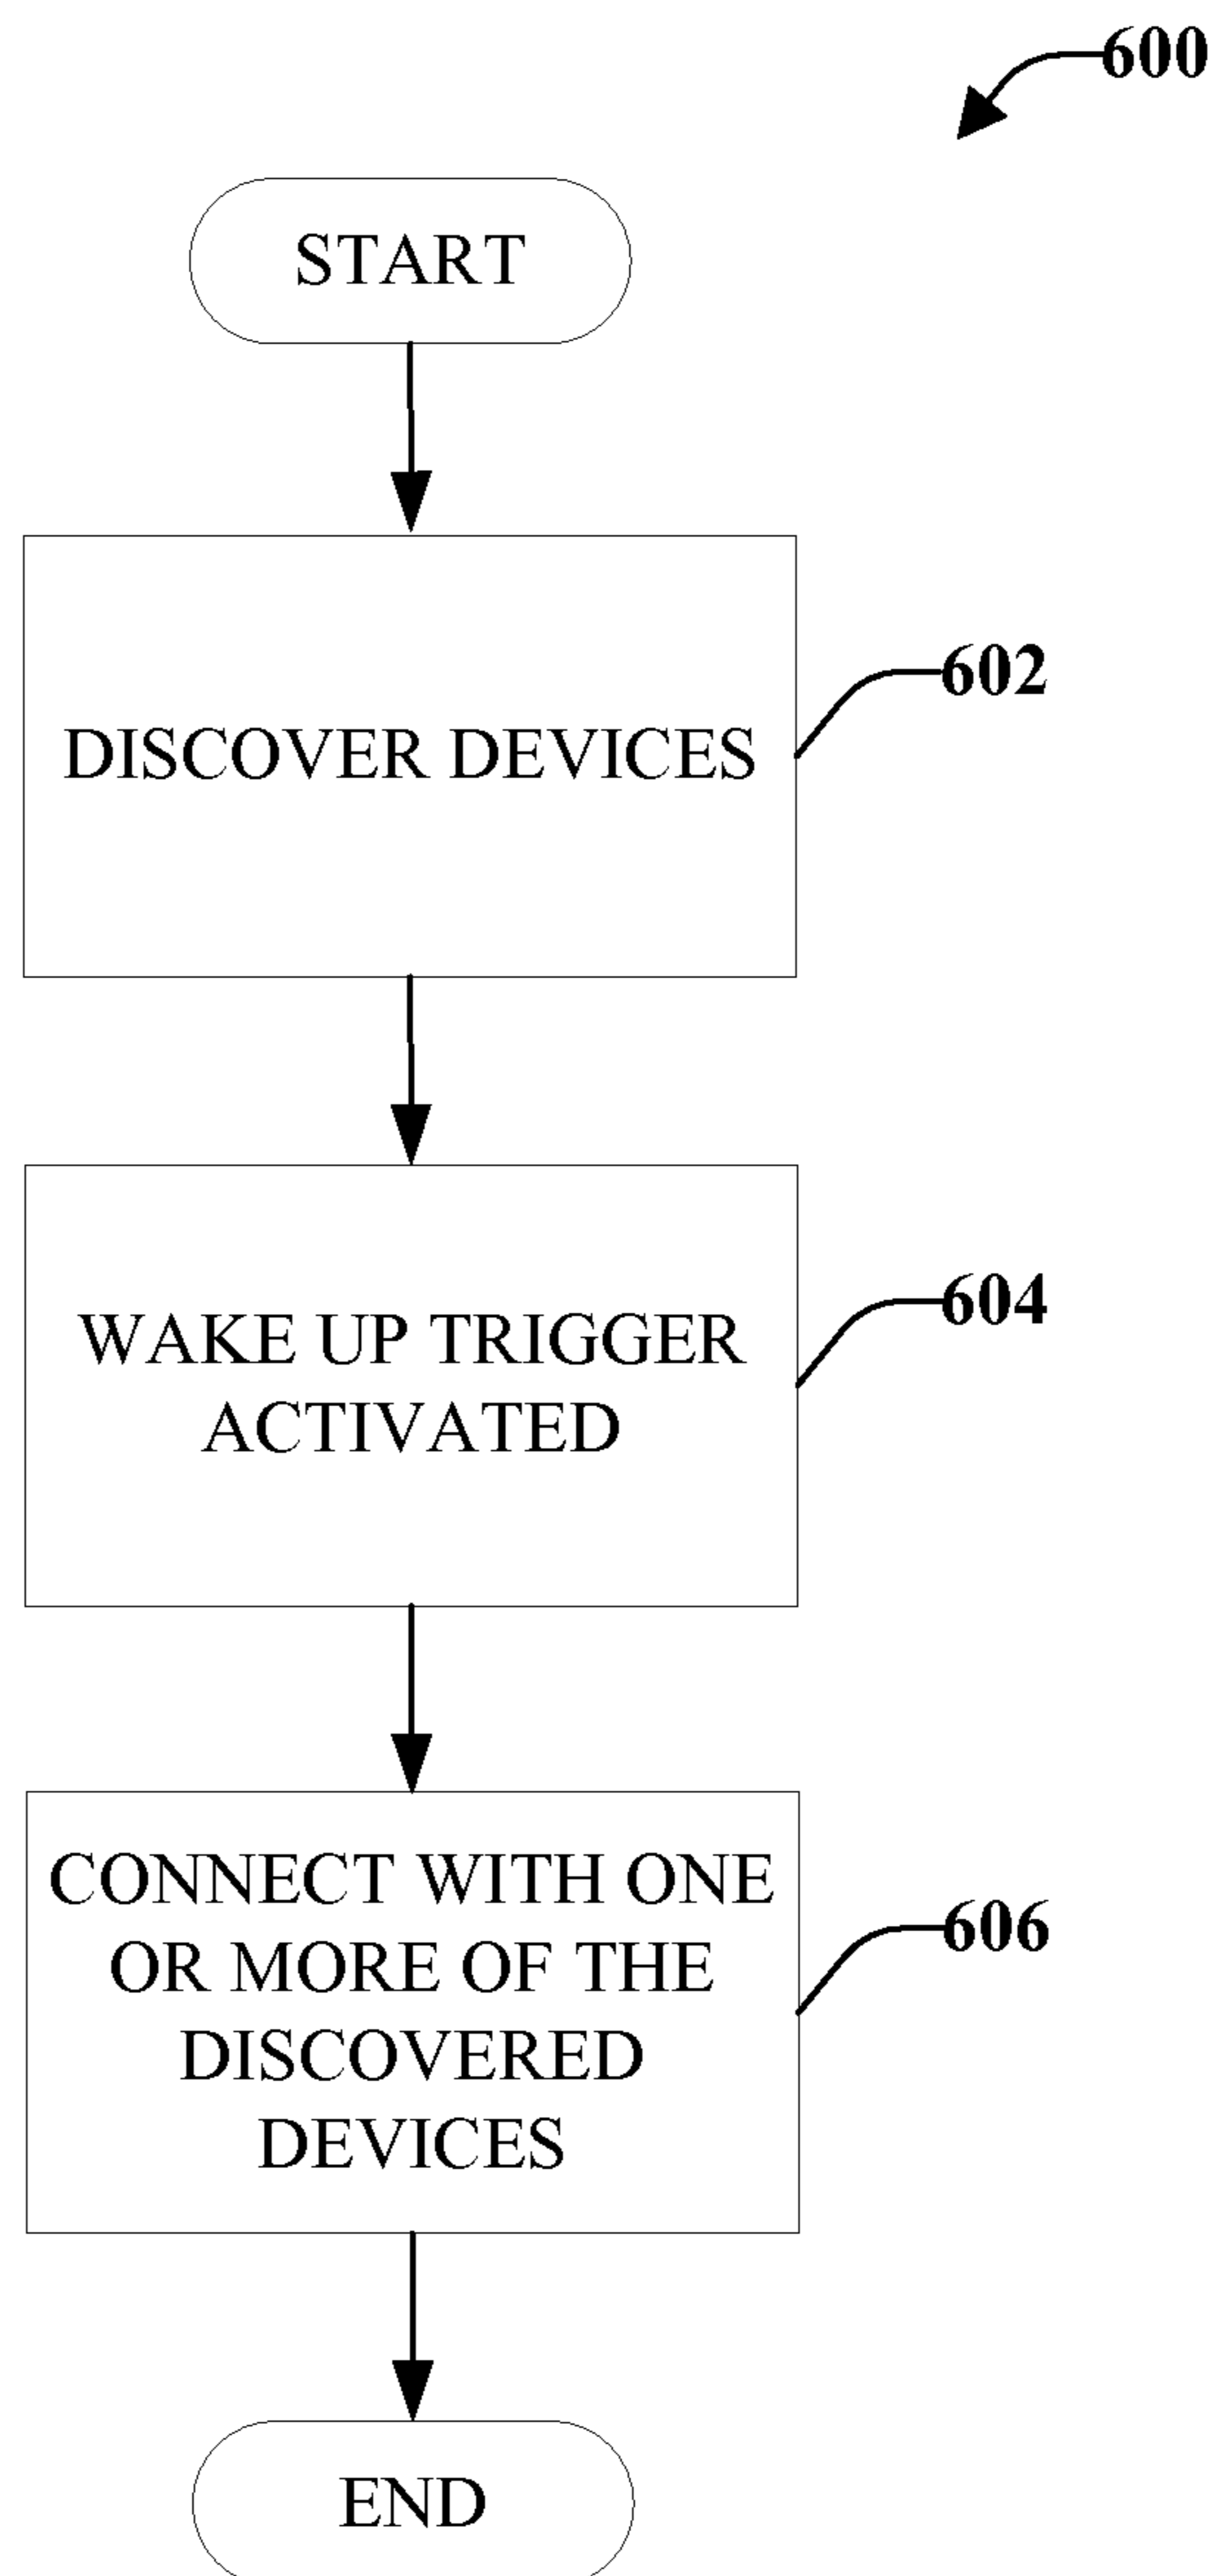 600
START
DISCOVER DEVICES
602
WAKE UP TRIGGER
ACTIVATED
604
CONNECT WITH ONE
OR MORE OF THE
DISCOVERED
DEVICES
606
END